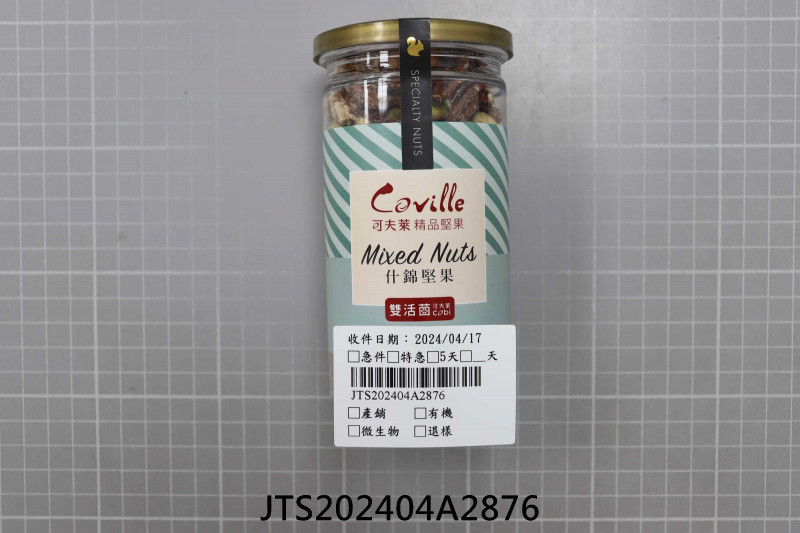 SPECIALTY NUTS
Coville
可夫萊精品堅果
Mixed Nuts
什錦堅果
雙活菌 可夫萊 cobi
收件日期：2024/04/17
□急件□特急□5天□__天
JTS202404A2876
□產銷 □有機
□微生物 □退樣
JTS202404A2876